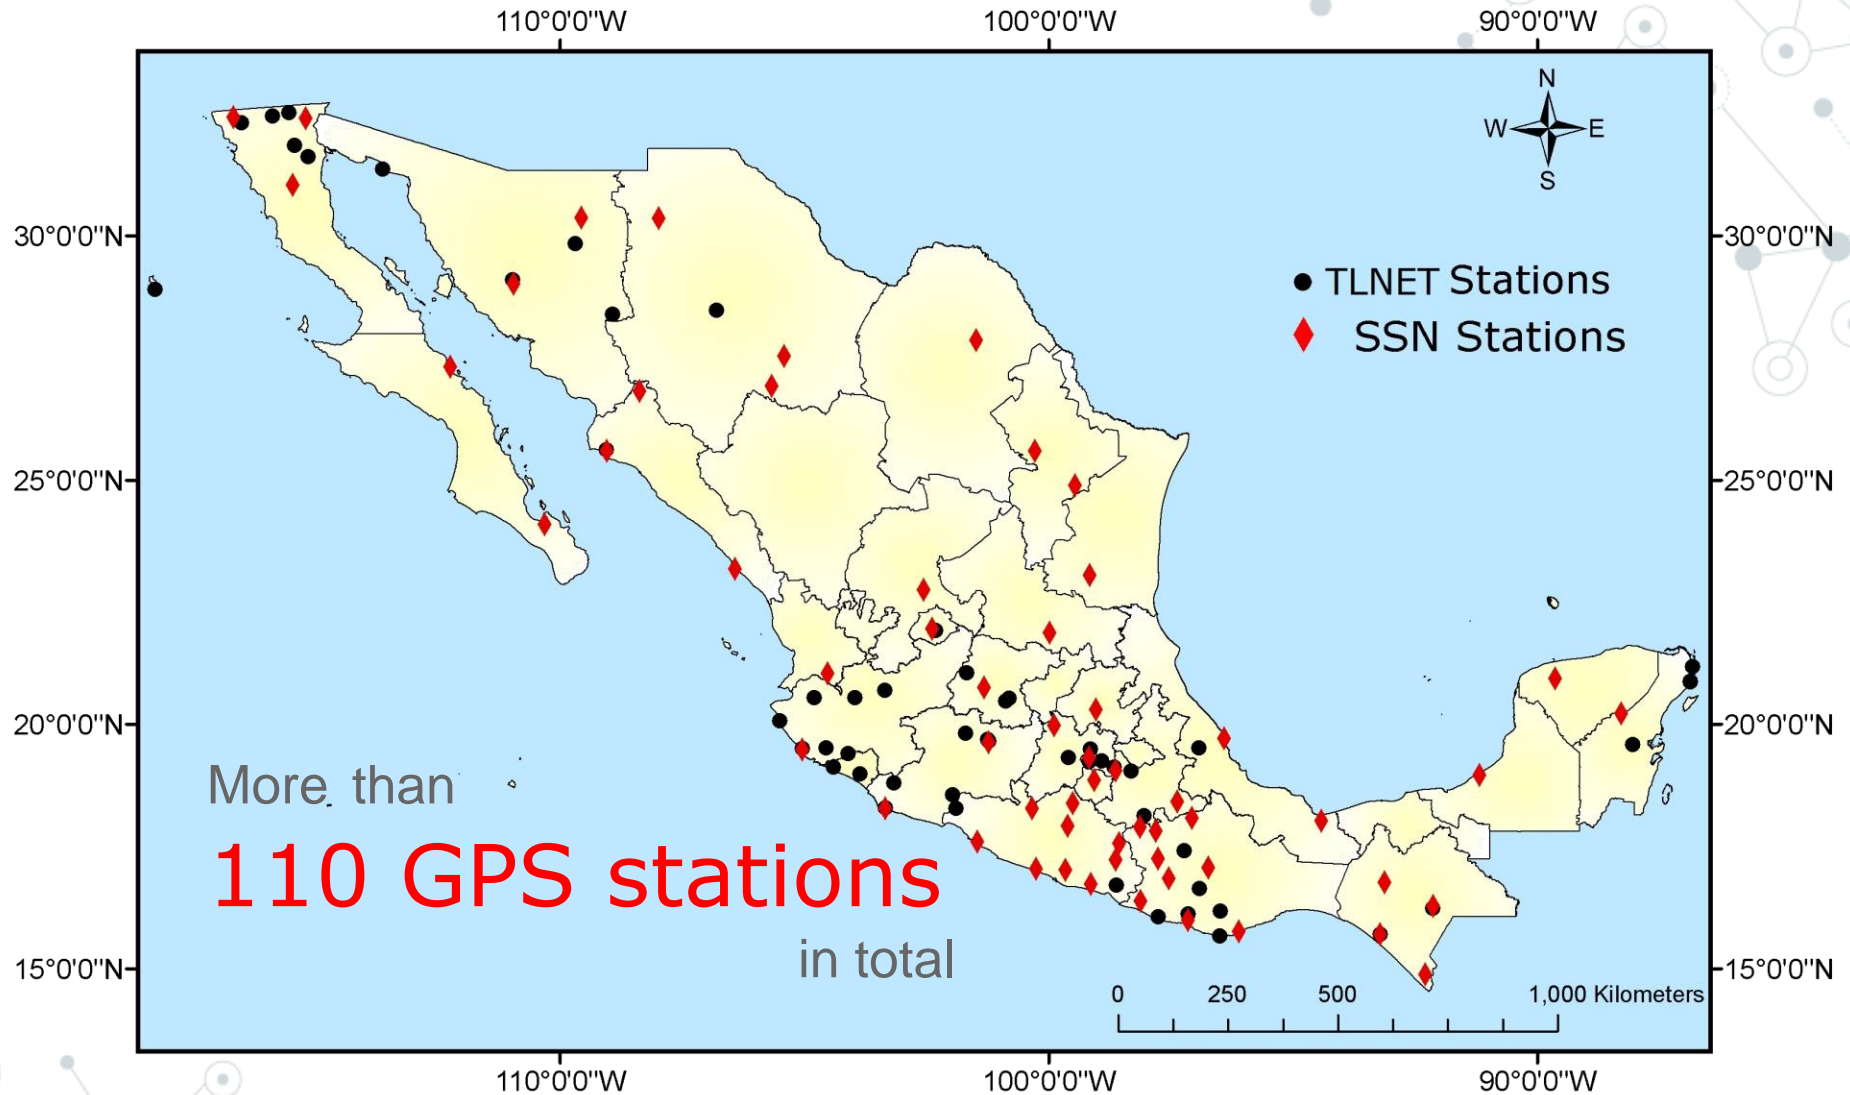 110°0'0"W 100°0'0"W 90°0'0"W
N
W E
S
30°0'0"N 30°0'0"N
TLNET Stations
SSN Stations
25°0'0"N 25°0'0"N
20°0'0"N 20°0'0"N
More than
110 GPS stations
in total
15°0'0"N 15°0'0"N
0 250 500 1,000 Kilometers
110°0'0"W 100°0'0"W 90°0'0"W